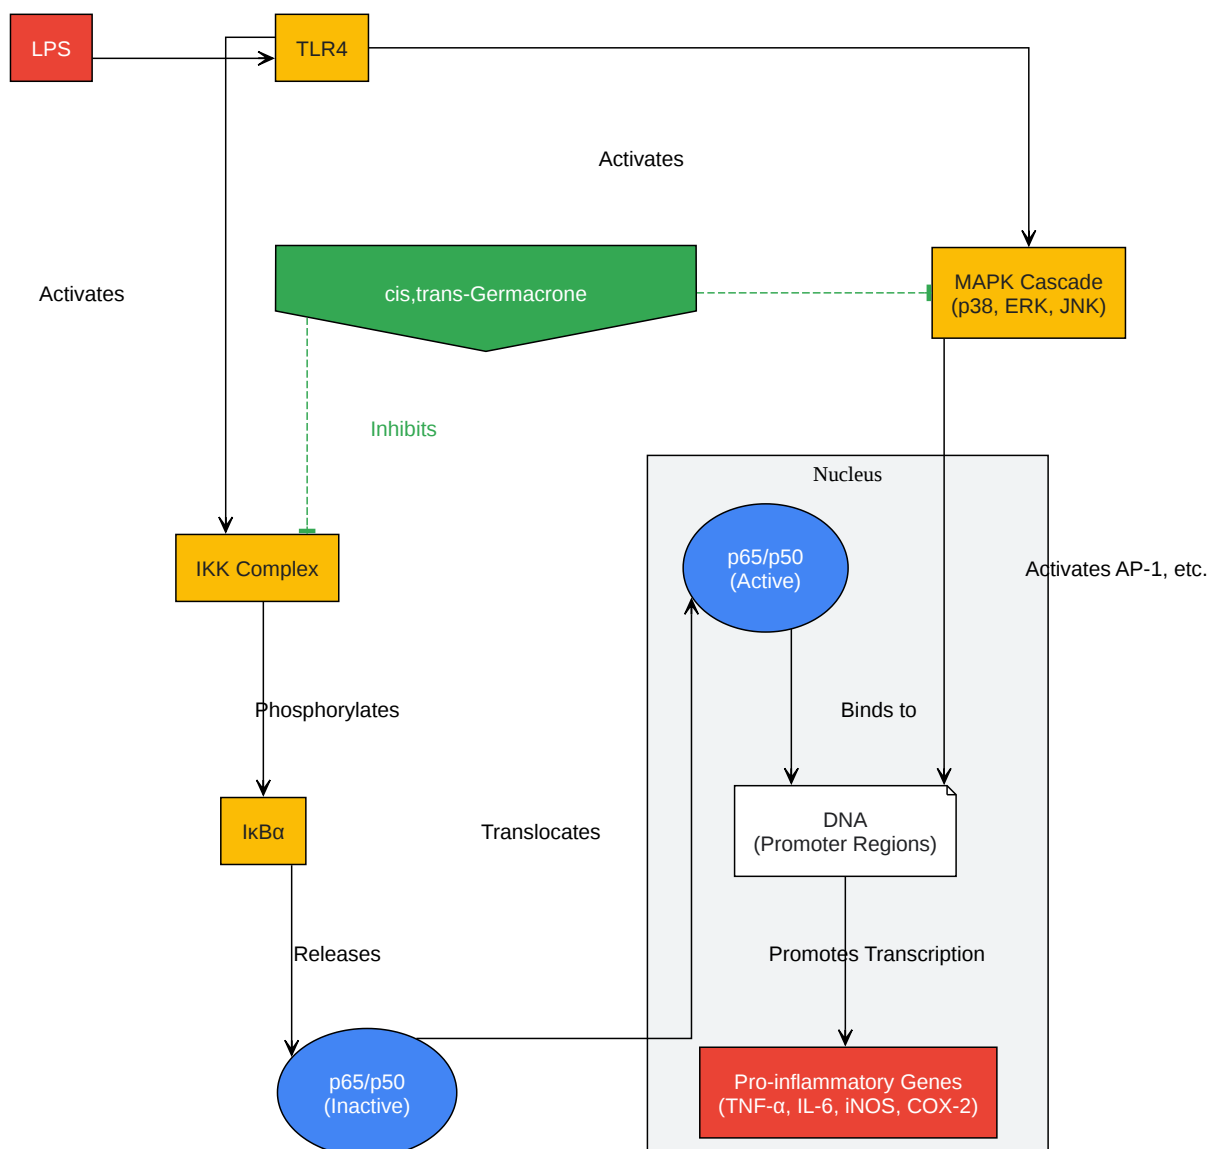 LPS
TLR4
Activates
Activates
cis,trans-Germacrone
MAPK Cascade
(p38, ERK, JNK)
Inhibits
Nucleus
p65/p50
(Active)
IKK Complex
Activates AP-1, etc.
Phosphorylates
Binds to
IκBα
Translocates
DNA
(Promoter Regions)
Releases
Promotes Transcription
p65/p50
(Inactive)
Pro-inflammatory Genes
(TNF-α, IL-6, iNOS, COX-2)